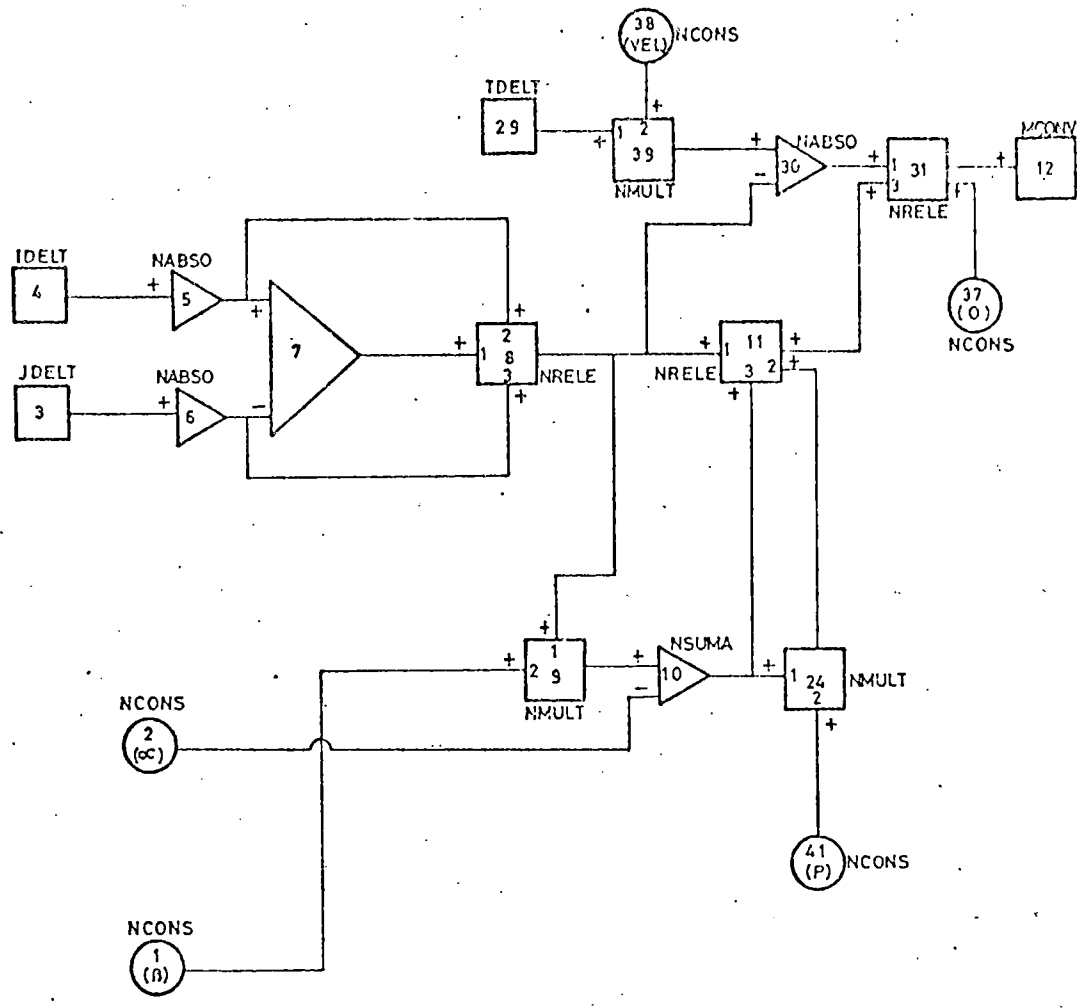 38
(VEL) NCONS
TDELT
29
+
+
1 2
39
NMULT
+
−
30
NABSO
+
1
3
31
+
NRELE
+
MCONV
12
37
(0)
NCONS
IDELT
4
+
NABSO
5
+
7
JDELT
3
+
NABSO
6
−
+
+
1 2
8
3
+
NRELE
+
1 11
3 2
+
+
+
NRELE
+
+
1
2 9
NMULT
+
−
NSUMA
10
+
1 24
2
+
NMULT
NCONS
2
(∝)
41
(P)
NCONS
NCONS
1
(β)